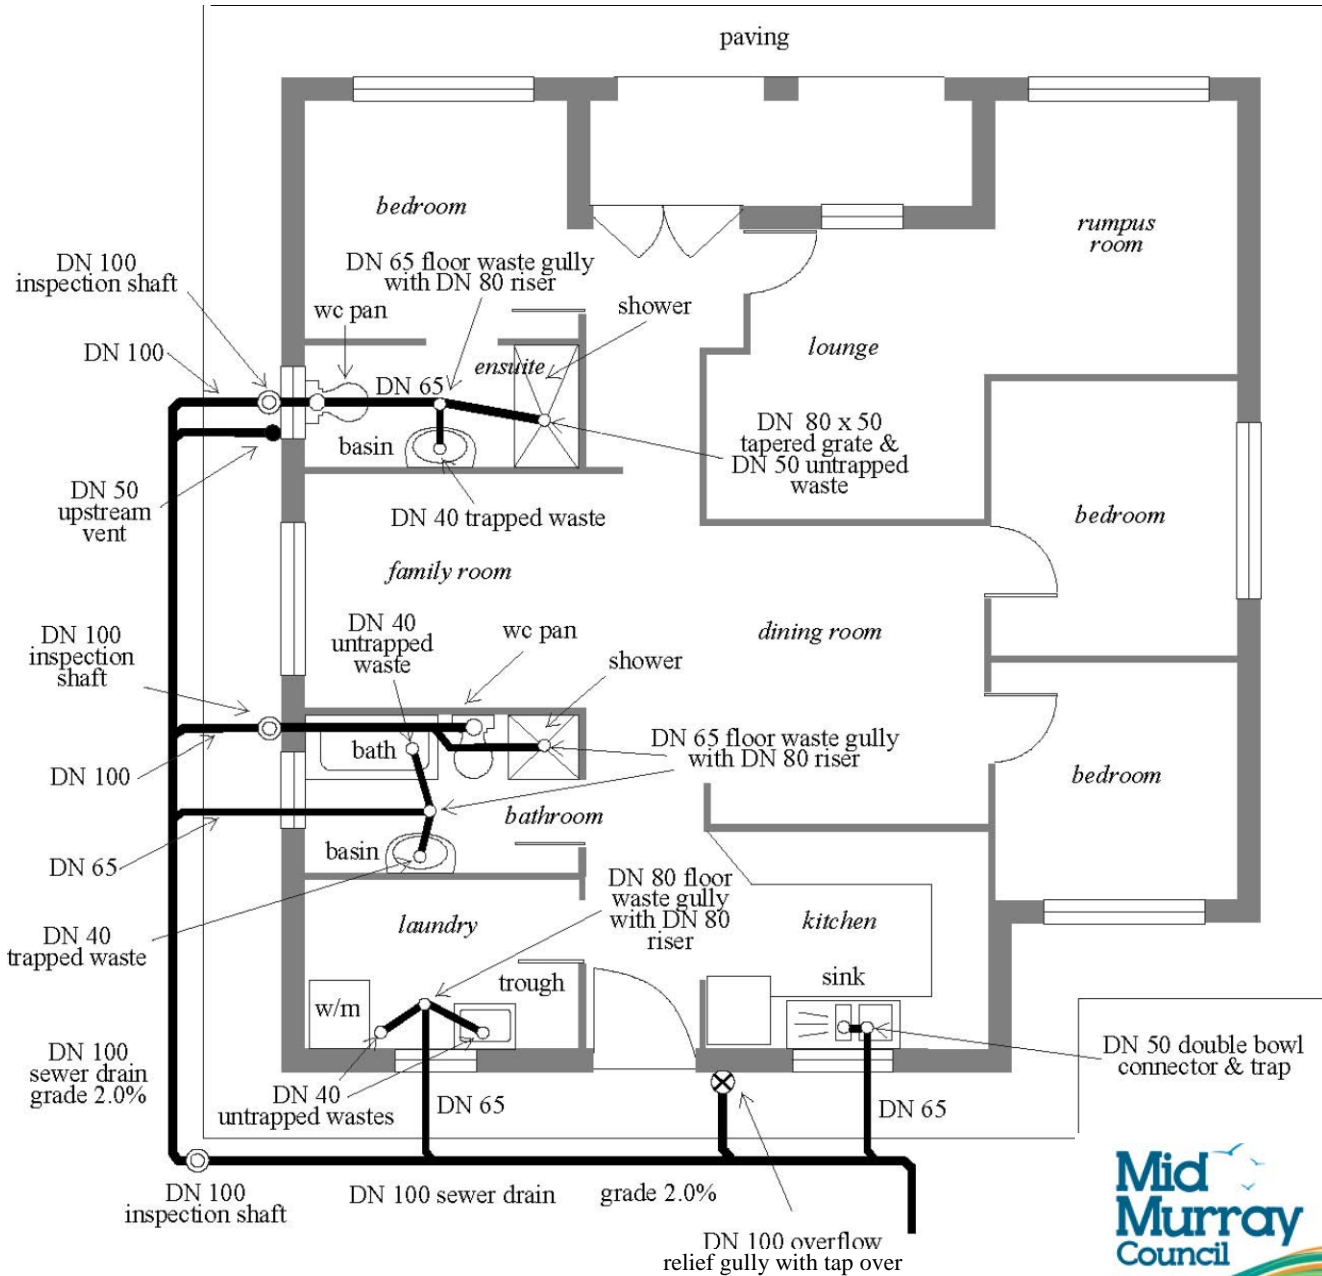 paving
bedroom
rumpus
room
DN 100
inspection shaft
DN 65 floor waste gully
with DN 80 riser
wc pan
shower
DN 100
lounge
ensuite
DN 65
basin
DN 80 x 50
tapered grate &
DN 50 untrapped
waste
DN 50
upstream
vent
DN 40 trapped waste
bedroom
family room
DN 40
untrapped
waste
wc pan
dining room
DN 100
inspection
shaft
shower
bath
DN 65 floor waste gully
with DN 80 riser
DN 100
bedroom
bathroom
basin
DN 65
DN 80 floor
waste gully
with DN 80
riser
laundry
kitchen
DN 40
trapped waste
trough
sink
w/m
DN 100
sewer drain
grade 2.0%
DN 50 double bowl
connector & trap
DN 40
untrapped wastes
DN 65
DN 65
DN 100
inspection shaft
DN 100 sewer drain
grade 2.0%
DN 100 overflow
relief gully with tap over
Mid
Murray
Council